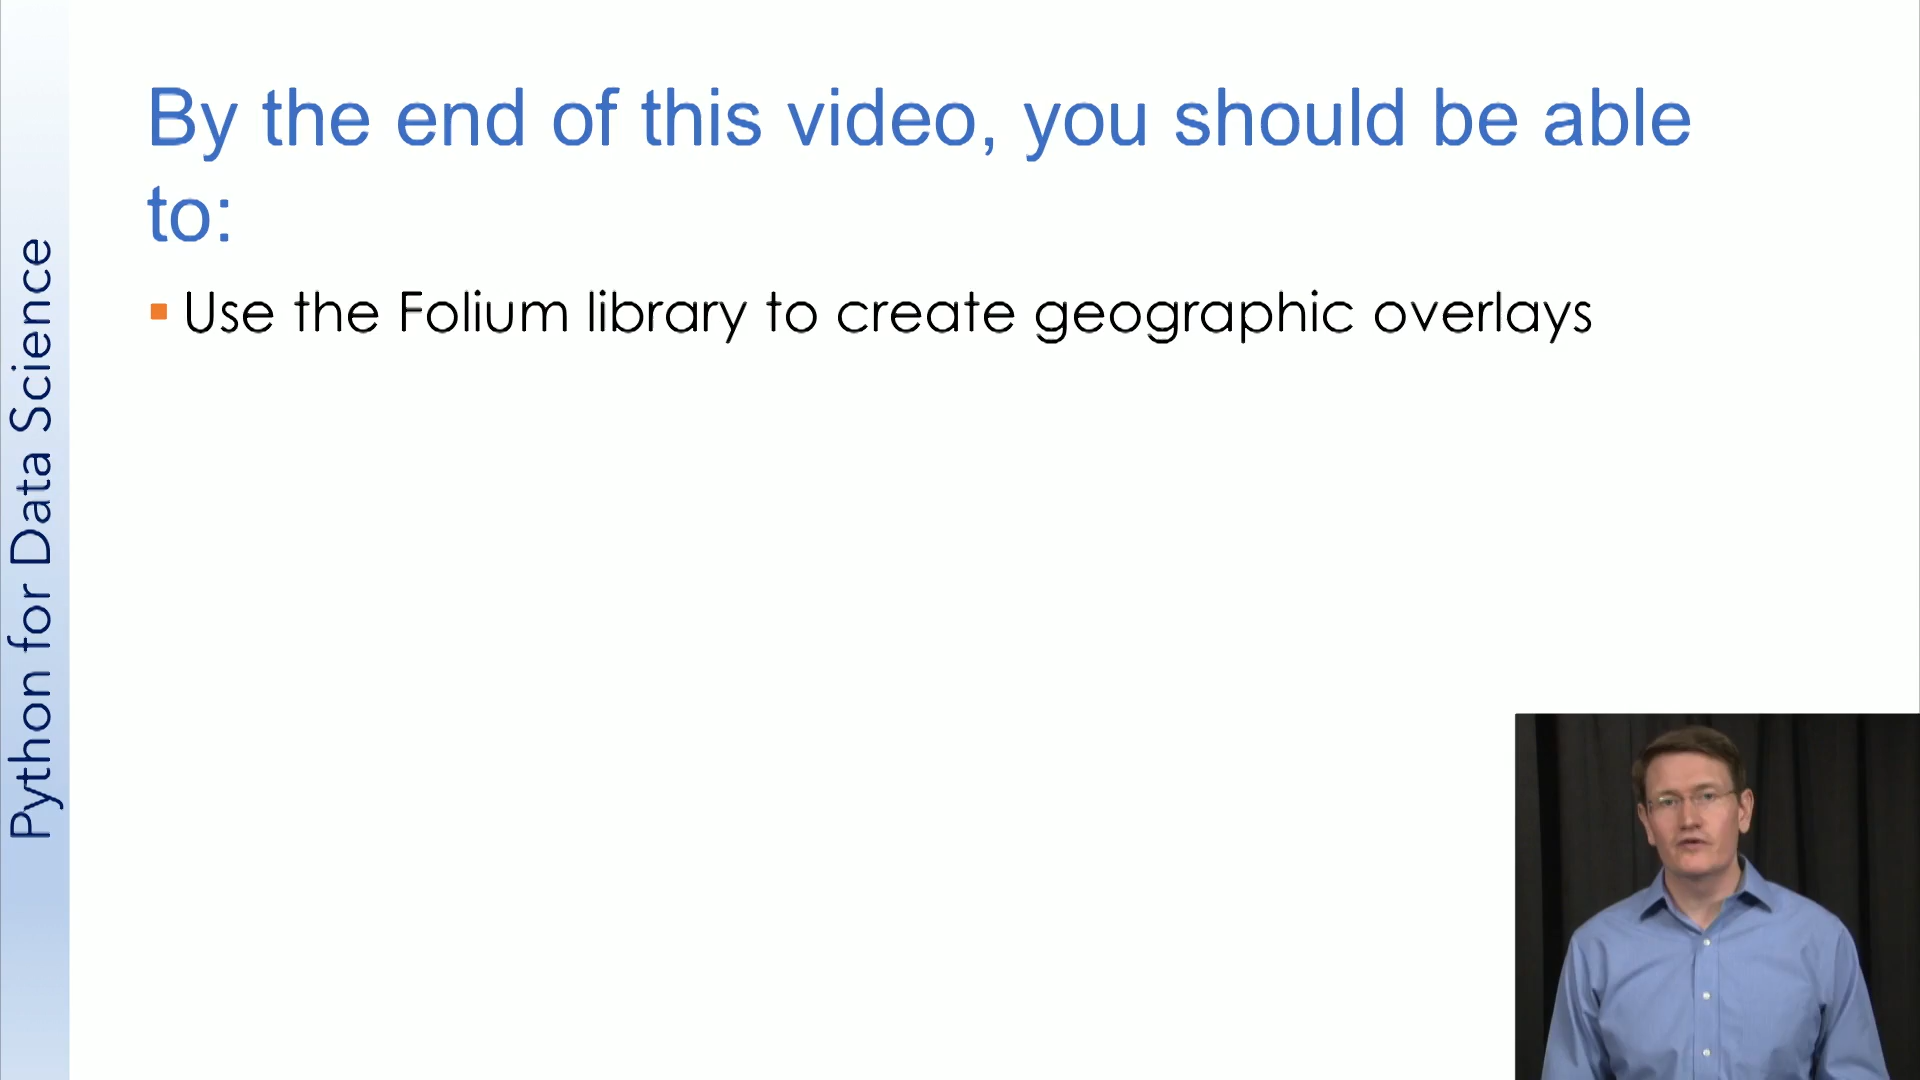 By the end of this video, you should be able
to:
▪ Use the Folium library to create geographic overlays
Python for Data Science